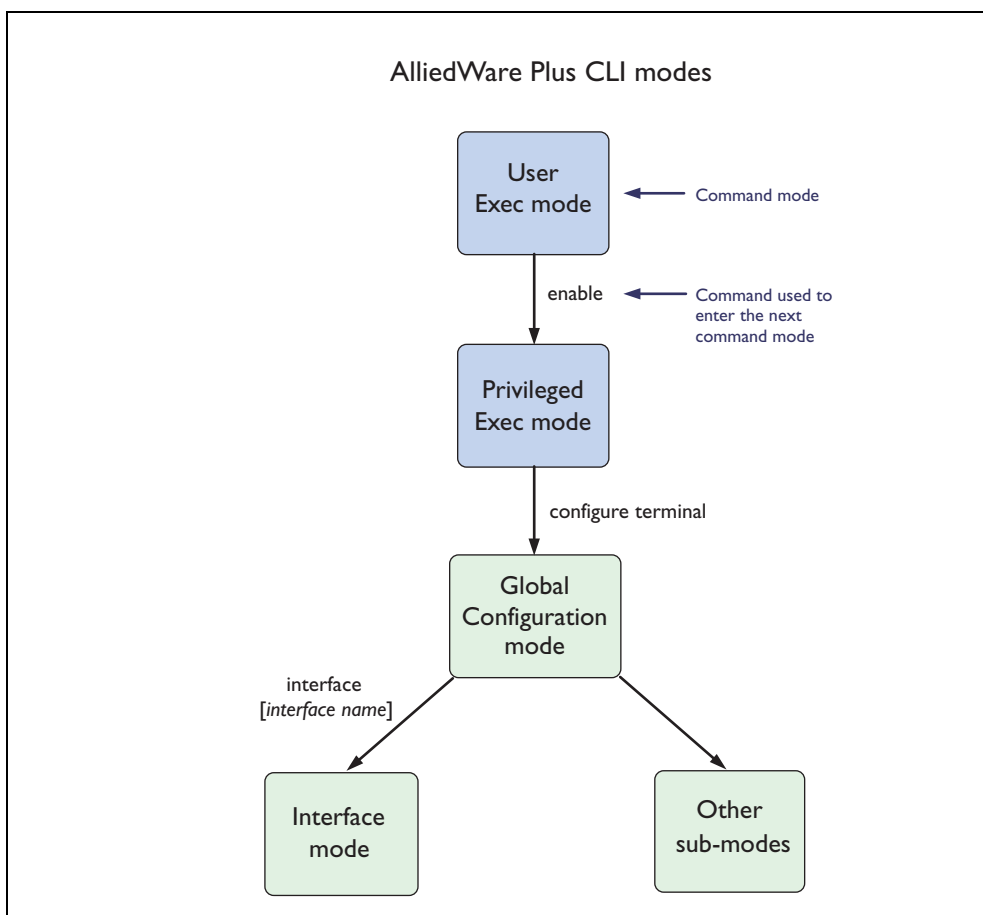 AlliedWare Plus CLI modes
User
Exec mode
Command mode
enable
Command used to
enter the next
command mode
Privileged
Exec mode
configure terminal
Global
Configuration
mode
interface
[interface name]
Interface
mode
Other
sub-modes